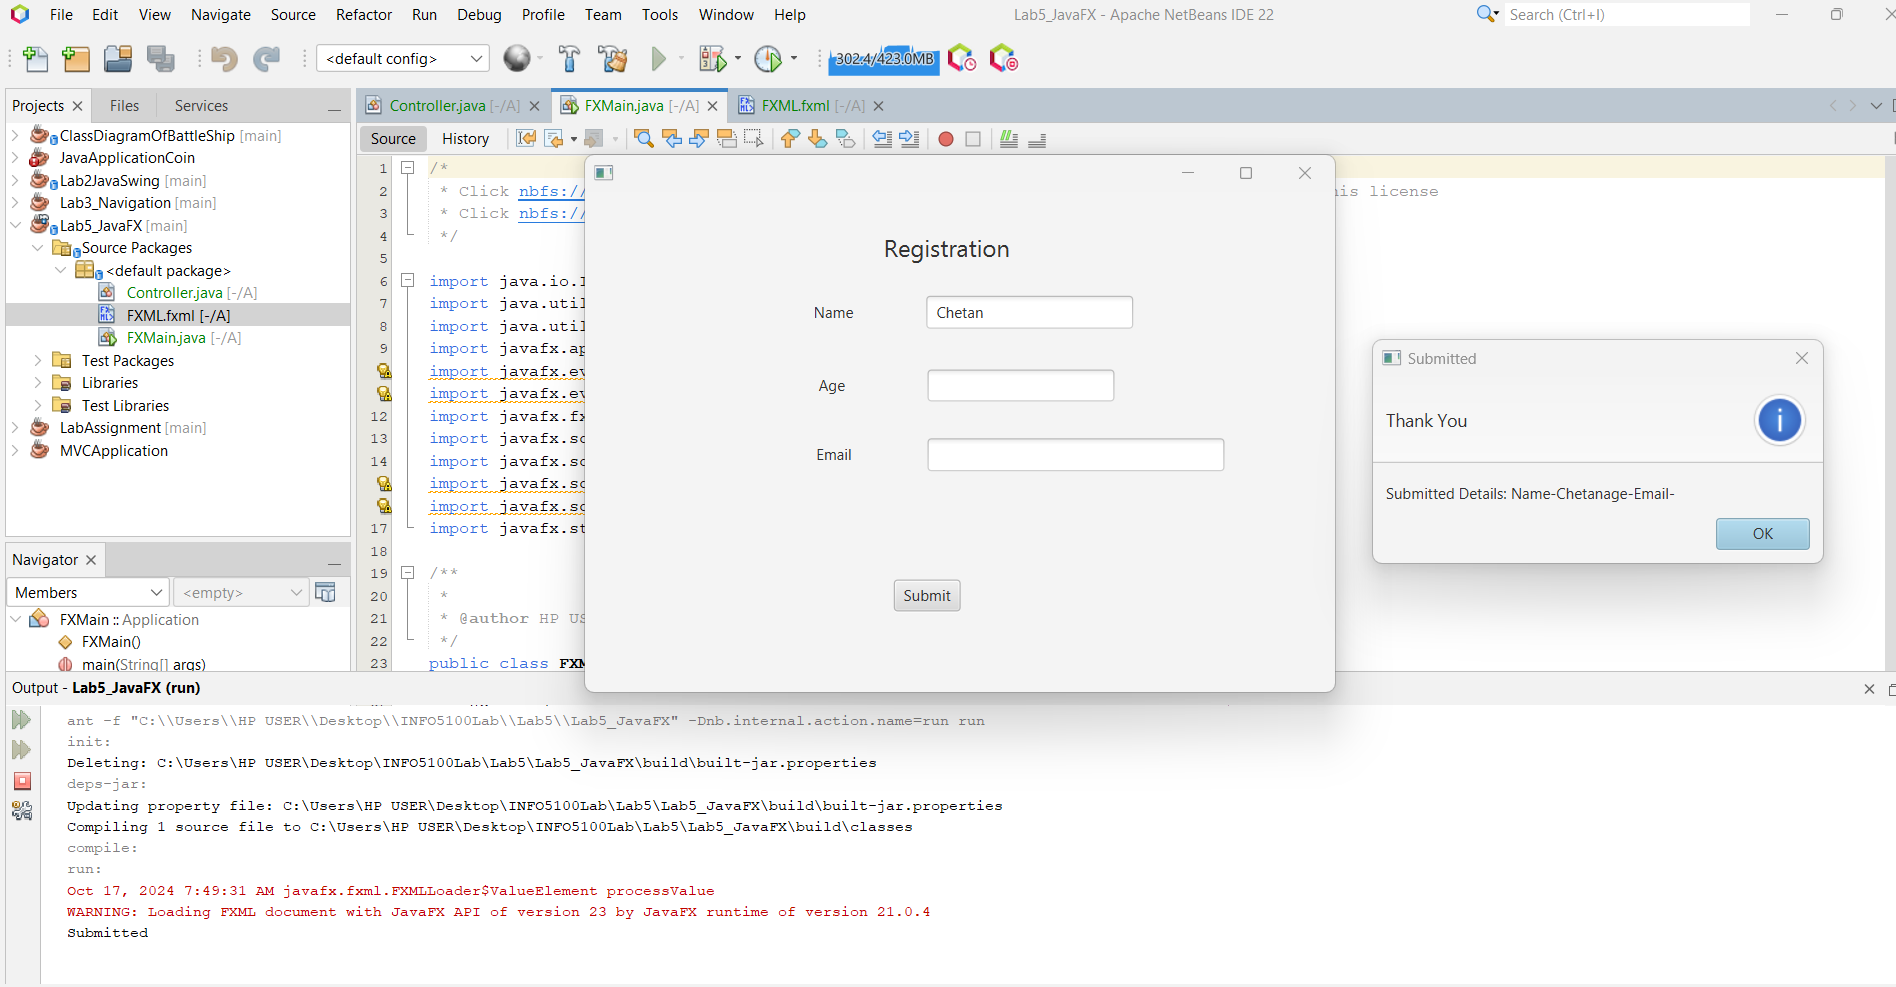 File Edit View Navigate Source Refactor Run Debug Profile Team Tools Window Help
Lab5_JavaFX - Apache NetBeans IDE 22
Search (Ctrl+I)
<default config>
302.4/423.0MB
Projects
Files
Services
Controller.java [-/A]
FXMain.java [-/A]
FXML.fxml [-/A]
Source
History
ClassDiagramOfBattleShip [main]
JavaApplicationCoin
Lab2JavaSwing [main]
Lab3_Navigation [main]
Lab5_JavaFX [main]
Source Packages
<default package>
Controller.java [-/A]
FXML.fxml [-/A]
FXMain.java [-/A]
Test Packages
Libraries
Test Libraries
LabAssignment [main]
MVCApplication
Navigator
Members
<empty>
FXMain :: Application
FXMain()
main(String[] args)
1 /*
2 * Click nbfs:// his license
3 * Click nbfs://
4 */
5
6 import java.io.I
7 import java.util
8 import java.util
9 import javafx.ap
import javafx.ev
import javafx.ev
12 import javafx.fx
13 import javafx.sc
14 import javafx.sc
import javafx.sc
import javafx.sc
17 import javafx.st
18
19 /**
20 *
21 * @author HP US
22 */
23 public class FXM
Registration
Name
Chetan
Age
Email
Submit
Submitted
Thank You
Submitted Details: Name-Chetanage-Email-
OK
Output - Lab5_JavaFX (run)
ant -f "C:\\Users\\HP USER\\Desktop\\INFO5100Lab\\Lab5\\Lab5_JavaFX" -Dnb.internal.action.name=run run
init:
Deleting: C:\Users\HP USER\Desktop\INFO5100Lab\Lab5\Lab5_JavaFX\build\built-jar.properties
deps-jar:
Updating property file: C:\Users\HP USER\Desktop\INFO5100Lab\Lab5\Lab5_JavaFX\build\built-jar.properties
Compiling 1 source file to C:\Users\HP USER\Desktop\INFO5100Lab\Lab5\Lab5_JavaFX\build\classes
compile:
run:
Oct 17, 2024 7:49:31 AM javafx.fxml.FXMLLoader$ValueElement processValue
WARNING: Loading FXML document with JavaFX API of version 23 by JavaFX runtime of version 21.0.4
Submitted